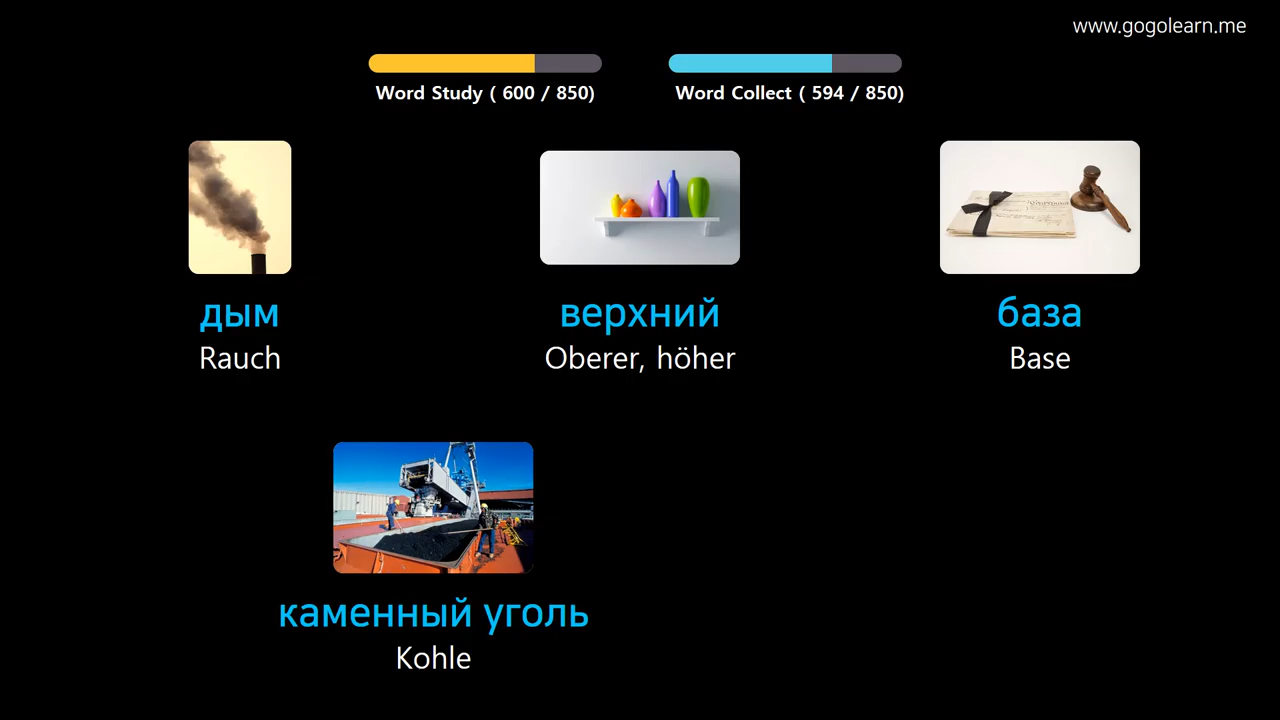 www.gogolearn.me
Word Study ( 600 / 850)
Word Collect ( 594 / 850)
дым
Rauch
верхний
Oberer, höher
база
Base
каменный уголь
Kohle